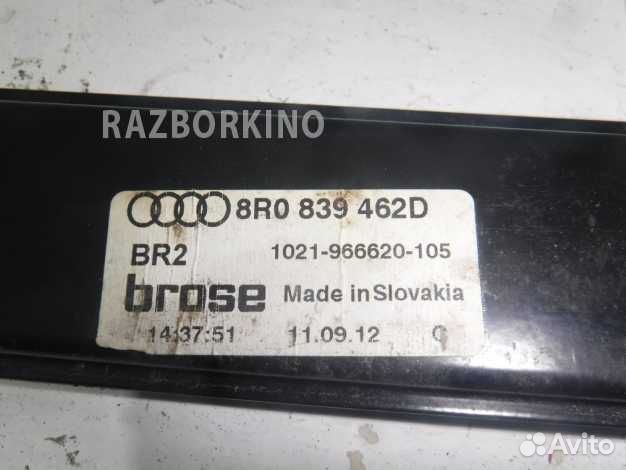 RAZBORKINO
8R0 839 462D
BR2 1021-966620-105
brose Made in Slovakia
14:37:51 11.09.12 C
Avito